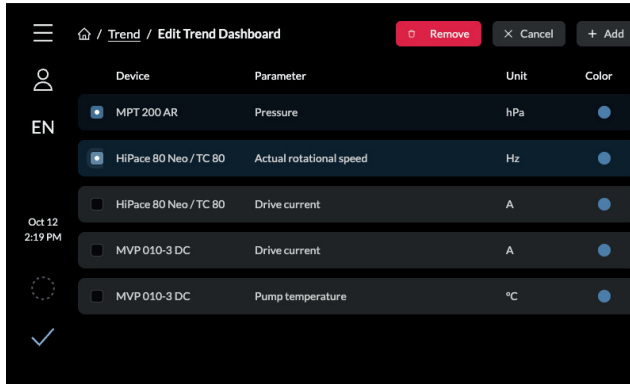 / Trend / Edit Trend Dashboard Remove Cancel + Add
Device Parameter Unit Color
MPT 200 AR Pressure hPa
EN
HiPace 80 Neo / TC 80 Actual rotational speed Hz
HiPace 80 Neo / TC 80 Drive current A
Oct 12
2:19 PM
MVP 010-3 DC Drive current A
MVP 010-3 DC Pump temperature °C